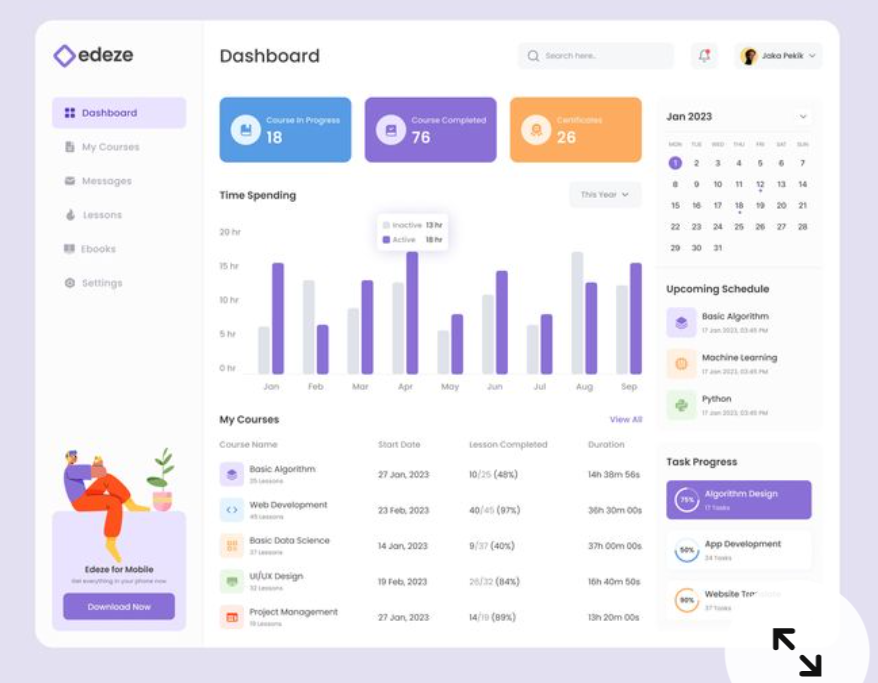 edeze
Dashboard
Search here..
Jaka Pekik
Dashboard
My Courses
Messages
Lessons
Ebooks
Settings
Course In Progress
18
Course Completed
76
Certificates
26
Time Spending
This Year
Inactive 13 hr
Active 18 hr
20 hr
15 hr
10 hr
5 hr
0 hr
Jan Feb Mar Apr May Jun Jul Aug Sep
My Courses
View All
Course Name Start Date Lesson Completed Duration
Basic Algorithm 27 Jan, 2023 10/25 (48%) 14h 38m 56s
25 Lessons
Web Development 23 Feb, 2023 40/45 (97%) 36h 30m 00s
45 Lessons
Basic Data Science 14 Jan, 2023 9/37 (40%) 37h 00m 00s
37 Lessons
UI/UX Design 19 Feb, 2023 26/32 (84%) 16h 40m 50s
32 Lessons
Project Management 27 Jan, 2023 14/19 (89%) 13h 20m 00s
19 Lessons
Edeze for Mobile
Get everything in your phone now
Download Now
Jan 2023
MON TUE WED THU FRI SAT SUN
1 2 3 4 5 6 7
8 9 10 11 12 13 14
15 16 17 18 19 20 21
22 23 24 25 26 27 28
29 30 31
Upcoming Schedule
Basic Algorithm
17 Jan 2023, 03:45 PM
Machine Learning
17 Jan 2023, 03:45 PM
Python
17 Jan 2023, 03:45 PM
Task Progress
75%
Algorithm Design
17 Tasks
50%
App Development
34 Tasks
90%
Website
37 Tasks